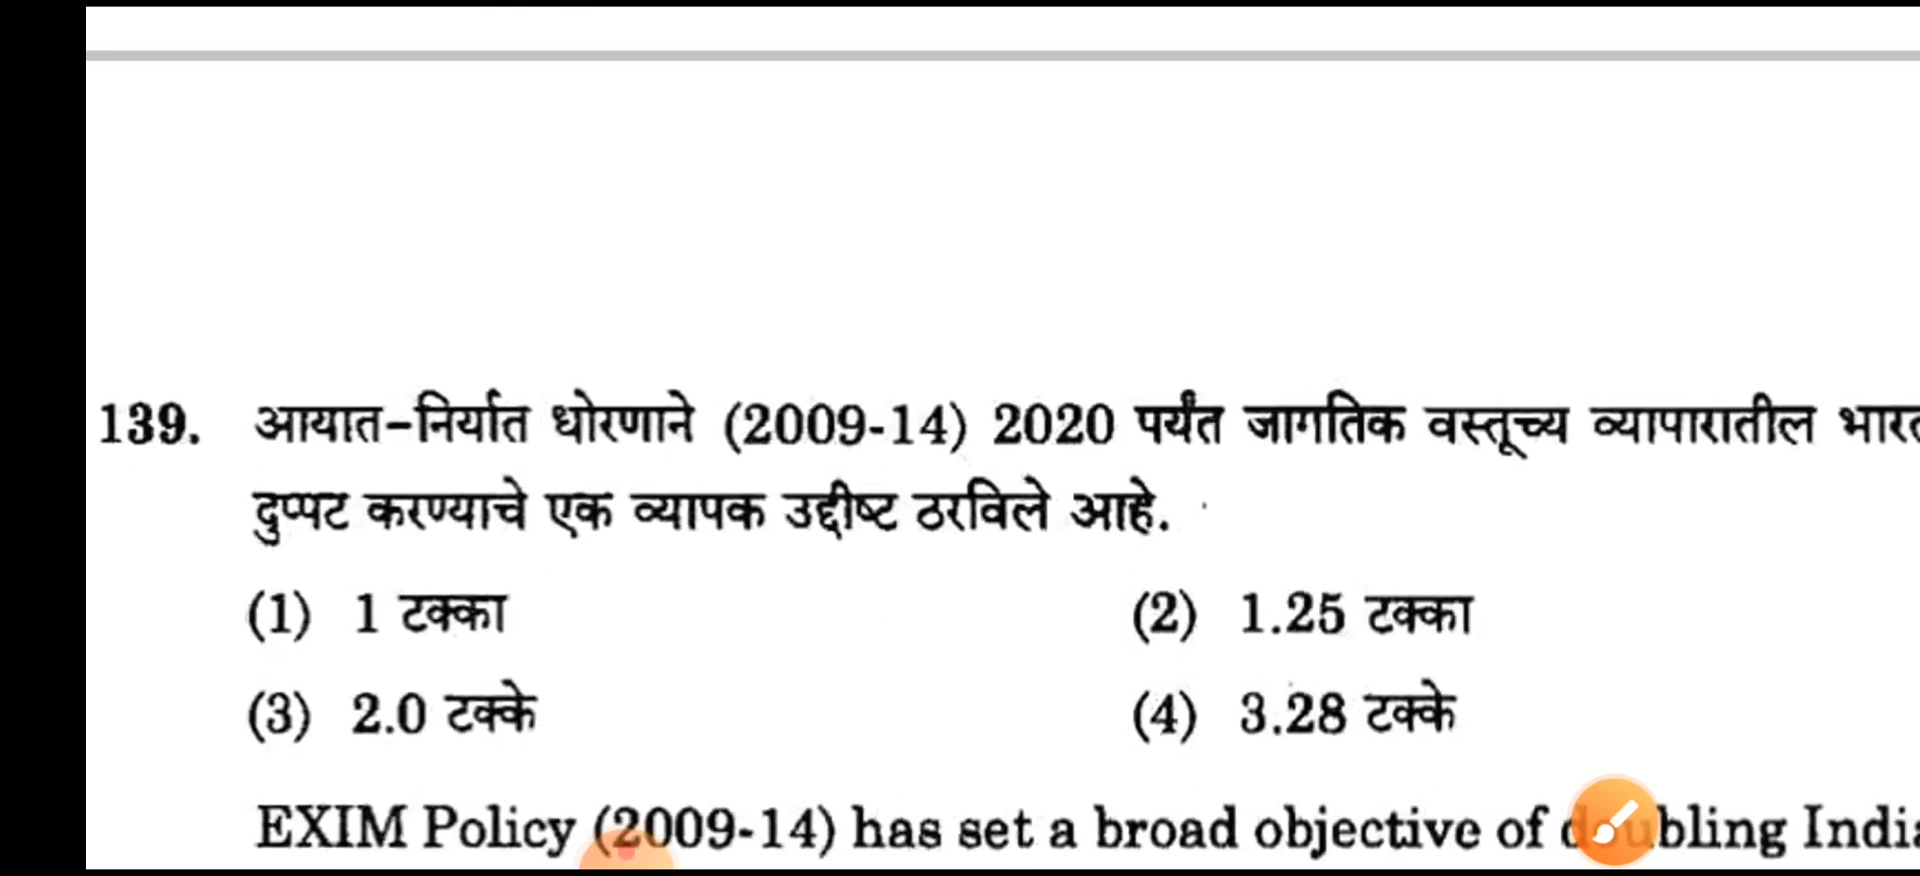 139. आयात-निर्यात धोरणाने (2009-14) 2020 पर्यंत जागतिक वस्तूच्य व्यापारातील
दुप्पट करण्याचे एक व्यापक उद्दीष्ट ठरविले आहे.
(1) 1 टक्का (2) 1.25 टक्का
(3) 2.0 टक्के (4) 3.28 टक्के
EXIM Policy (2009-14) has set a broad objective of